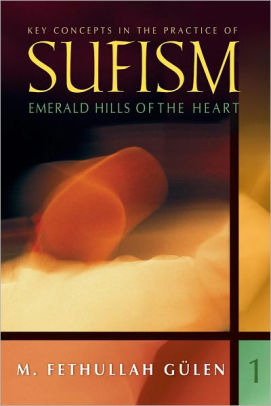 KEY CONCEPTS IN THE PRACTICE OF
SUFISM
EMERALD HILLS OF THE HEART
M. FETHULLAH GÜLEN
1